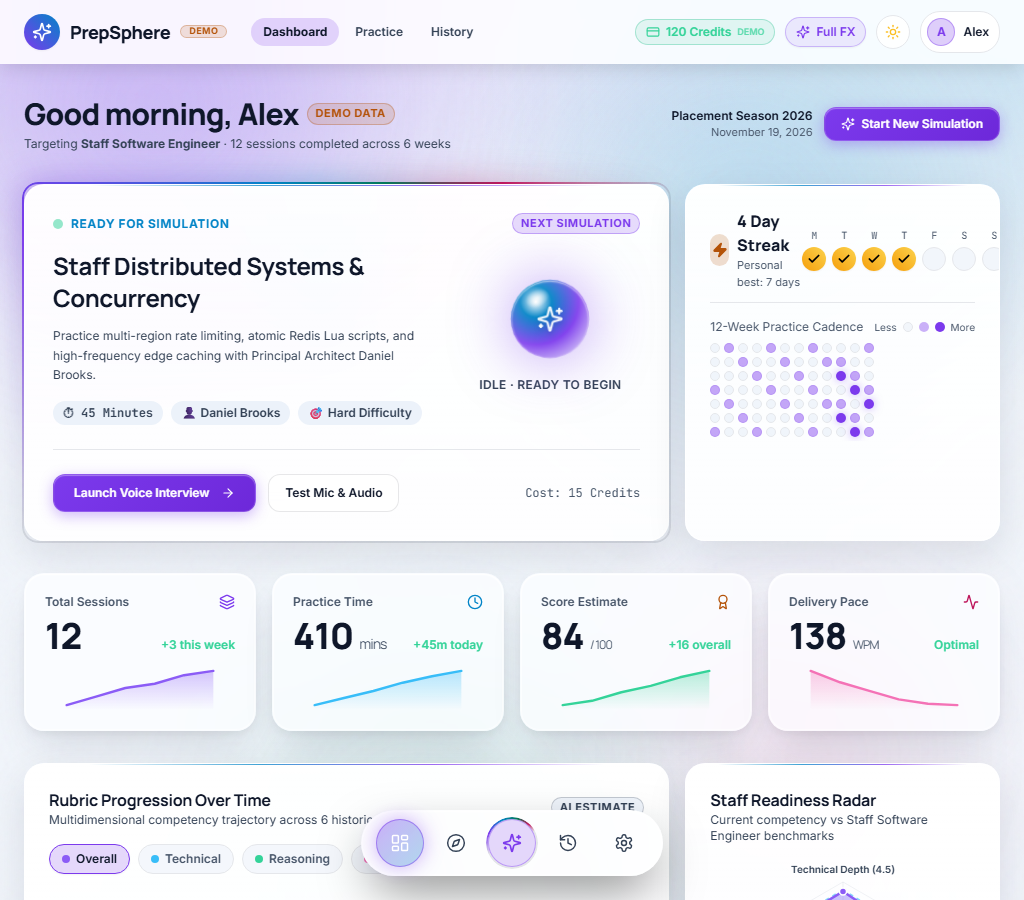 PrepSphere DEMO Dashboard Practice History 120 Credits DEMO Full FX A Alex
Good morning, Alex DEMO DATA
Targeting Staff Software Engineer · 12 sessions completed across 6 weeks
Placement Season 2026
November 19, 2026
Start New Simulation
READY FOR SIMULATION
NEXT SIMULATION
Staff Distributed Systems &
Concurrency
Practice multi-region rate limiting, atomic Redis Lua scripts, and
high-frequency edge caching with Principal Architect Daniel
Brooks.
45 Minutes Daniel Brooks Hard Difficulty
IDLE · READY TO BEGIN
Launch Voice Interview Test Mic & Audio Cost: 15 Credits
4 Day
Streak
Personal
best: 7 days
M T W T F S S
12-Week Practice Cadence Less More
Total Sessions
12 +3 this week
Practice Time
410 mins +45m today
Score Estimate
84 /100 +16 overall
Delivery Pace
138 WPM Optimal
Rubric Progression Over Time
AI ESTIMATE
Multidimensional competency trajectory across 6
Overall Technical Reasoning
Staff Readiness Radar
Current competency vs Staff Software
Engineer benchmarks
Technical Depth (4.5)